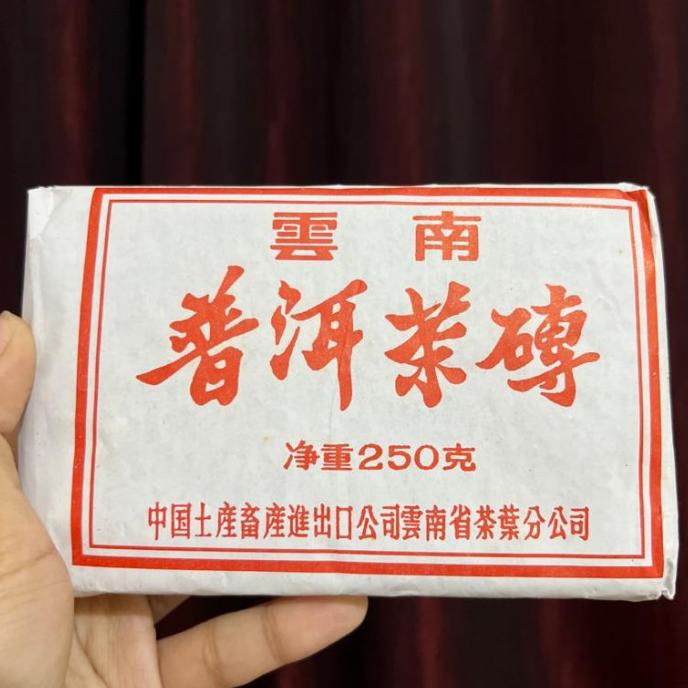 雲南
普洱茶磚
净重250克
中国土産畜産進出口公司雲南省茶葉分公司